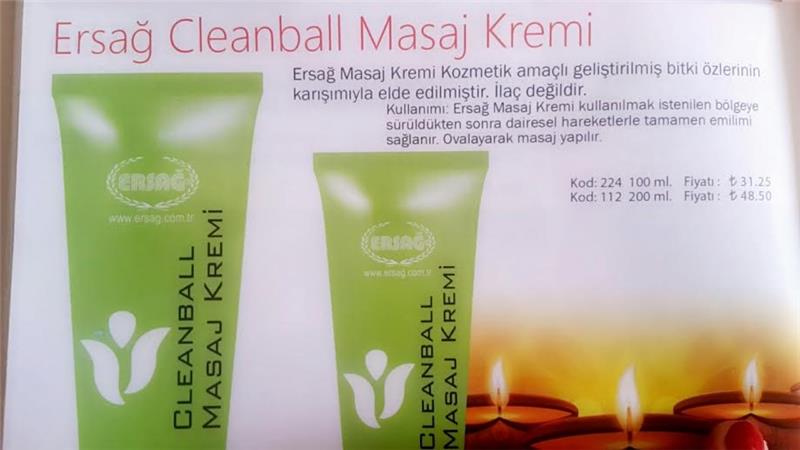 Ersağ Cleanball Masaj Kremi
Ersağ Masaj Kremi Kozmetik amaçlı geliştirilmiş bitki özlerinin
karışımıyla elde edilmiştir. İlaç değildir.
Kullanımı: Ersağ Masaj Kremi kullanılmak istenilen bölgeye
sürüldükten sonra dairesel hareketlerle tamamen emilimi
sağlanır. Ovalayarak masaj yapılır.
Kod: 224 100 ml. Fiyatı: ₺ 31.25
Kod: 112 200 ml. Fiyatı: ₺ 48.50
ERSAĞ
www.ersag.com.tr
CLEANBALL
MASAJ KREMİ
ERSAĞ
www.ersag.com.tr
CLEANBALL
MASAJ KREMİ